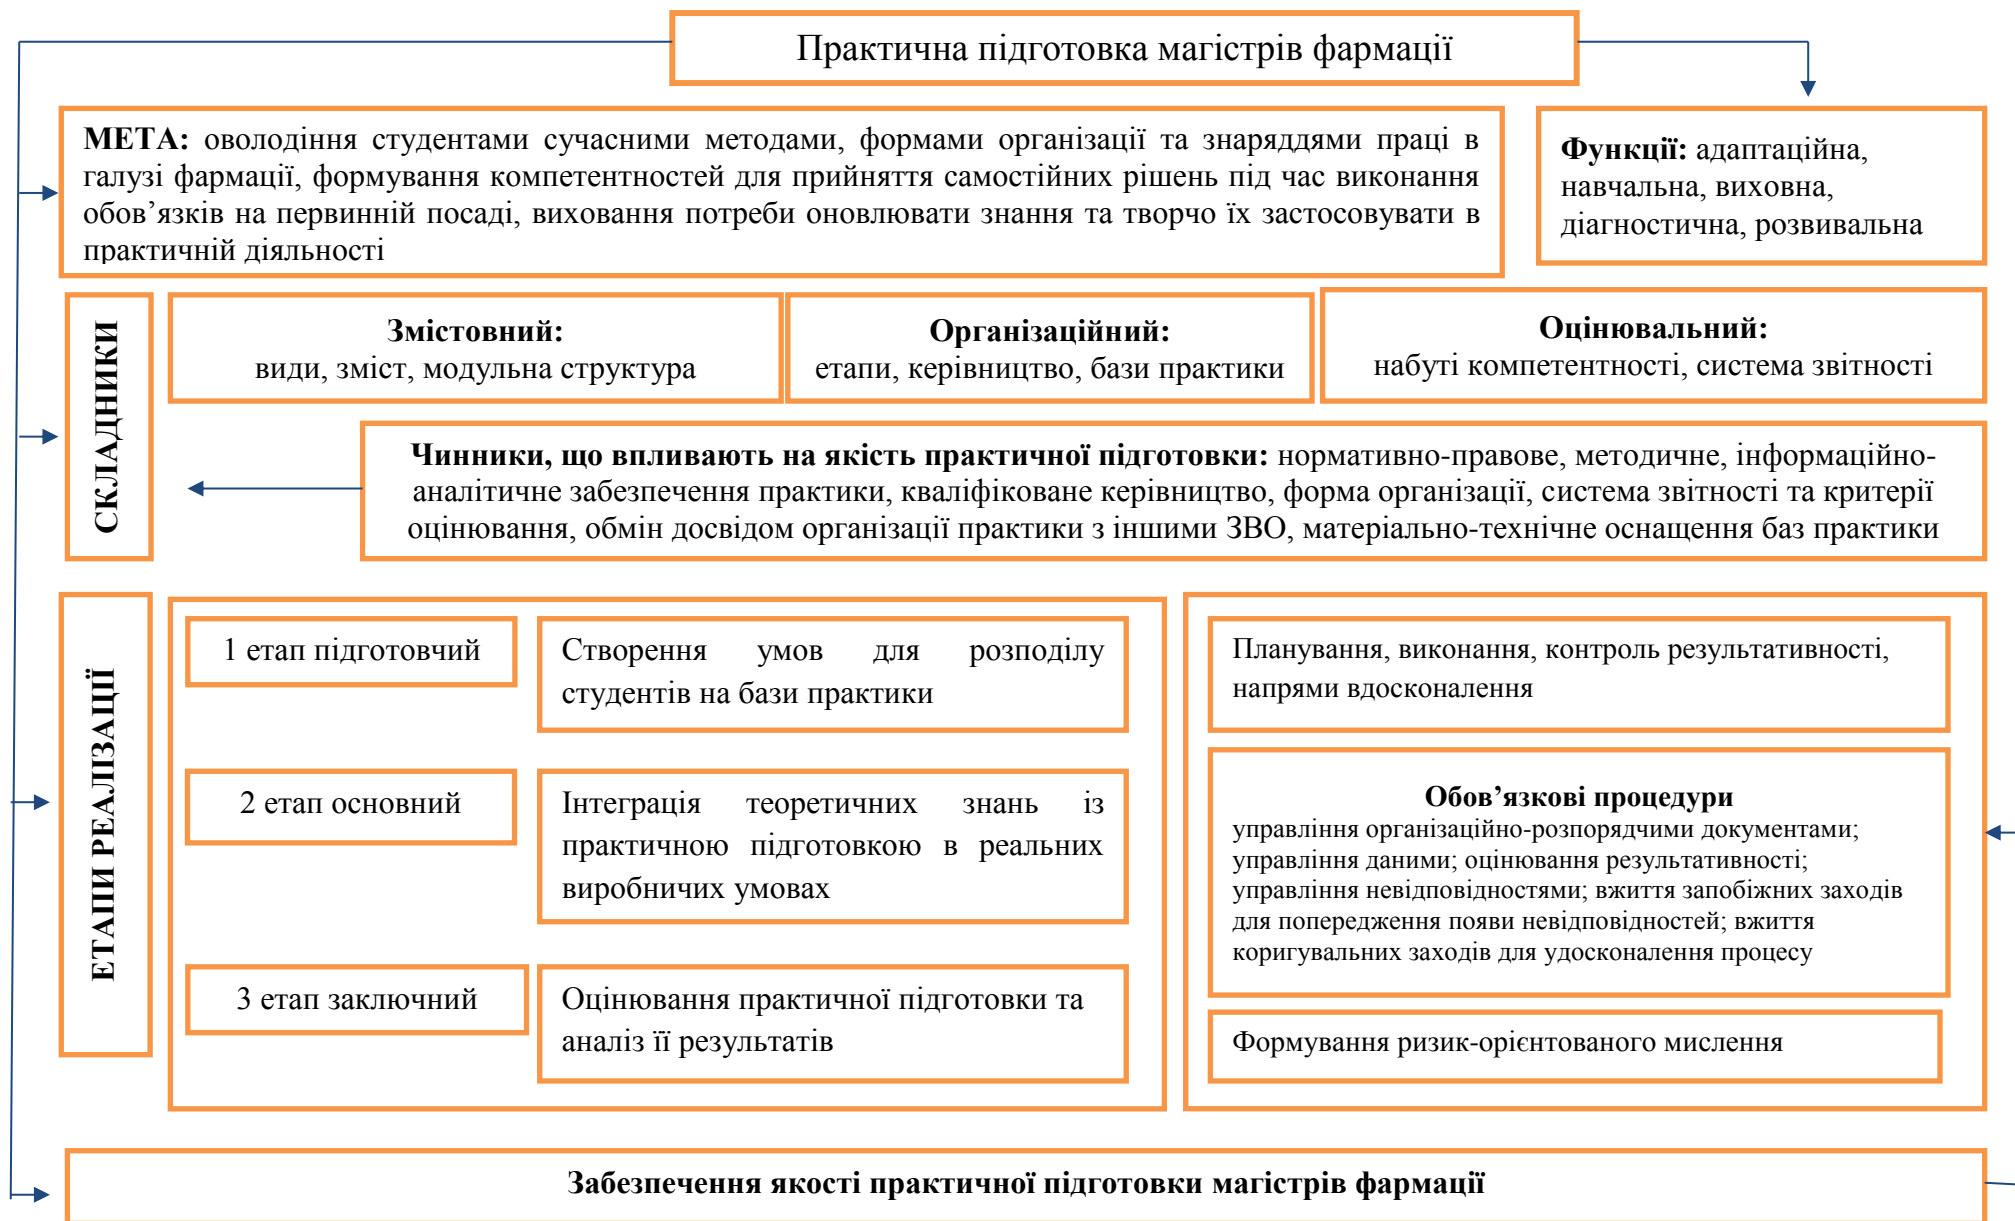 Практична підготовка магістрів фармації
МЕТА: оволодіння студентами сучасними методами, формами організації та знаряддями праці в
галузі фармації, формування компетентностей для прийняття самостійних рішень під час виконання
обов’язків на первинній посаді, виховання потреби оновлювати знання та творчо їх застосовувати в
практичній діяльності
Функції: адаптаційна,
навчальна, виховна,
діагностична, розвивальна
СКЛАДНИКИ
Змістовний:
види, зміст, модульна структура
Організаційний:
етапи, керівництво, бази практики
Оцінювальний:
набуті компетентності, система звітності
Чинники, що впливають на якість практичної підготовки: нормативно-правове, методичне, інформаційно-
аналітичне забезпечення практики, кваліфіковане керівництво, форма організації, система звітності та критерії
оцінювання, обмін досвідом організації практики з іншими ЗВО, матеріально-технічне оснащення баз практики
ЕТАПИ РЕАЛІЗАЦІЇ
1 етап підготовчий
Створення умов для розподілу
студентів на бази практики
2 етап основний
Інтеграція теоретичних знань із
практичною підготовкою в реальних
виробничих умовах
3 етап заключний
Оцінювання практичної підготовки та
аналіз її результатів
Планування, виконання, контроль результативності,
напрями вдосконалення
Обов’язкові процедури
управління організаційно-розпорядчими документами;
управління даними; оцінювання результативності;
управління невідповідностями; вжиття запобіжних заходів
для попередження появи невідповідностей; вжиття
коригувальних заходів для удосконалення процесу
Формування ризик-орієнтованого мислення
Забезпечення якості практичної підготовки магістрів фармації